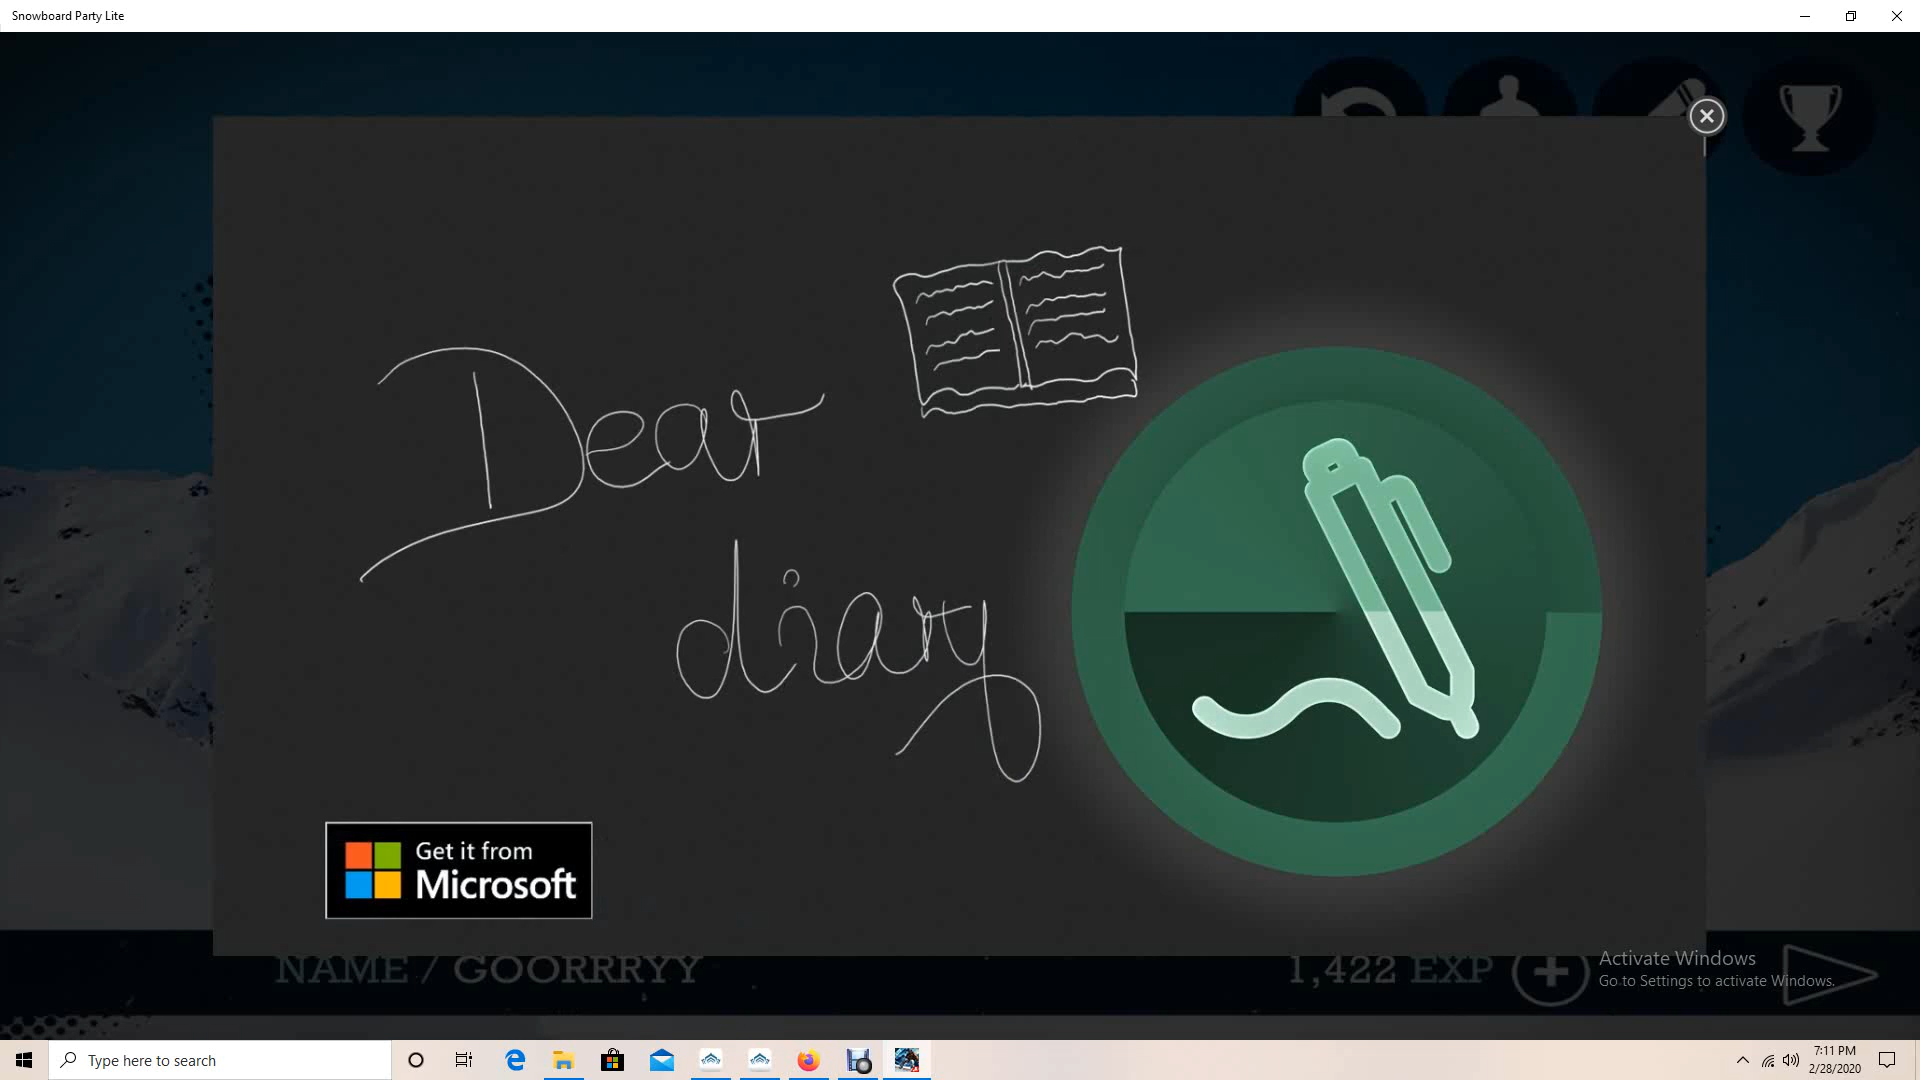 Snowboard Party Lite
Dear
diary
Get it from
Microsoft
NAME / GOORRRYY
1,422 EXP
Activate Windows
Go to Settings to activate Windows.
Type here to search
7:11 PM
2/28/2020